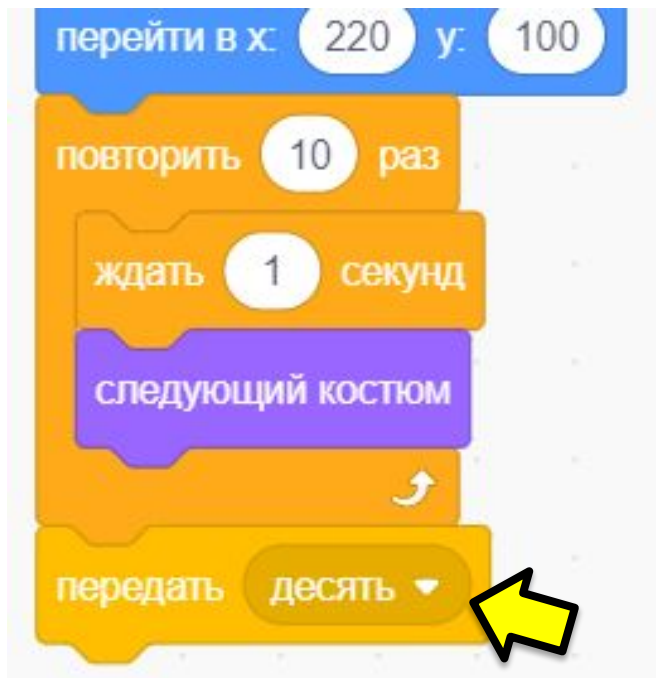 перейти в x: 220 y: 100
повторить 10 раз
ждать 1 секунд
следующий костюм
передать десять